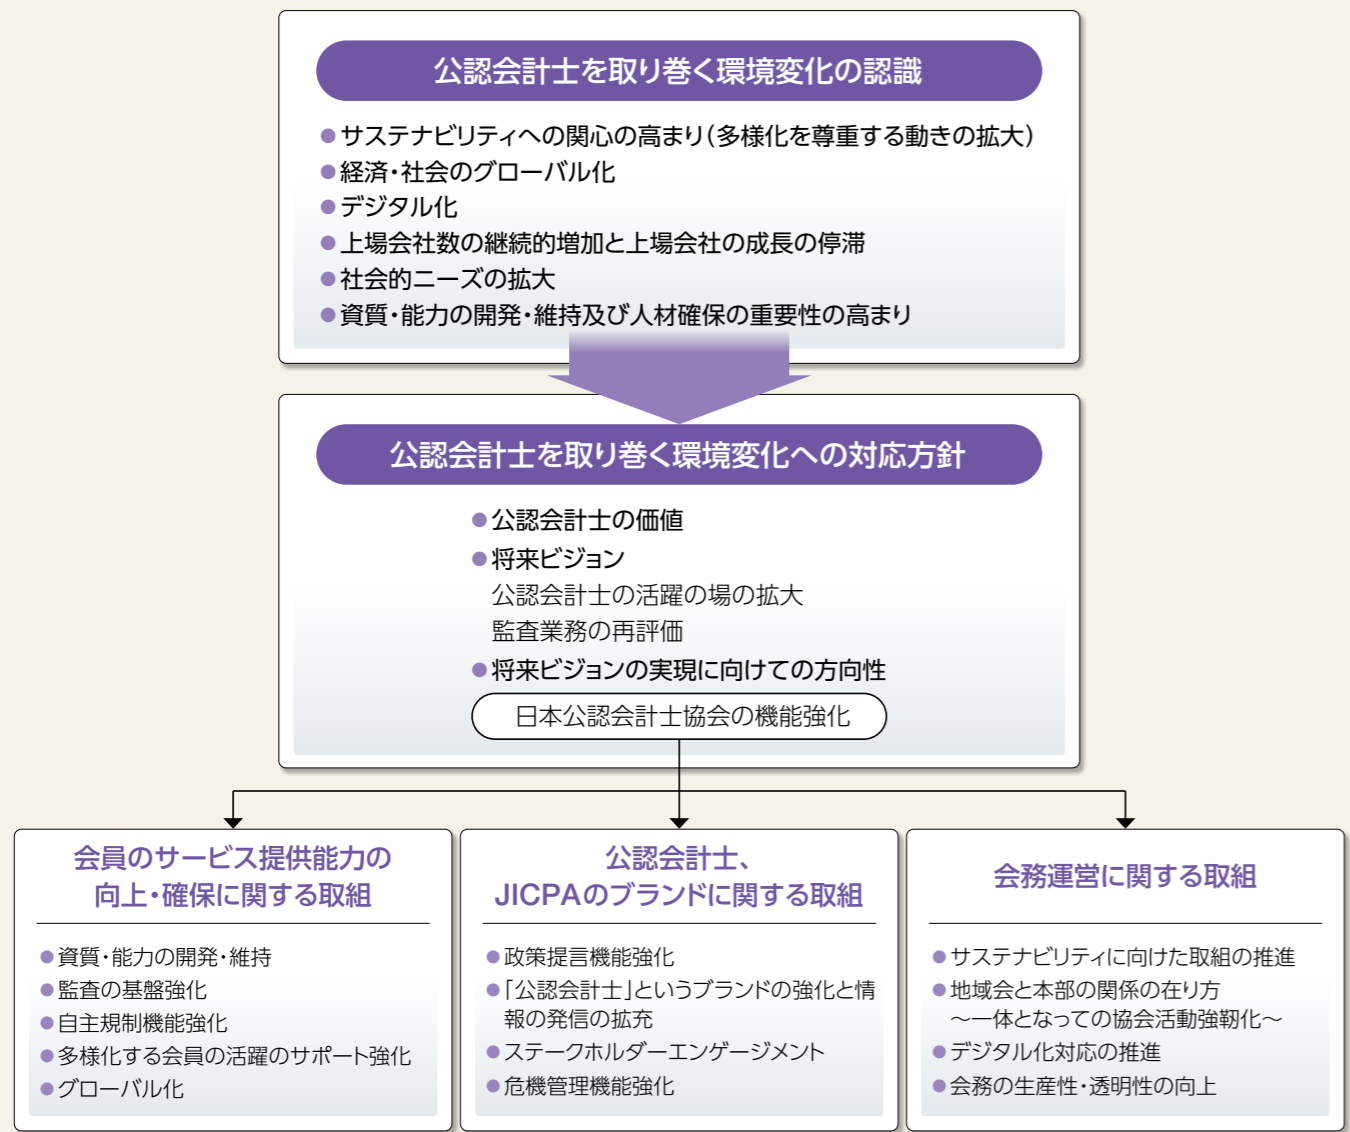 公認会計士を取り巻く環境変化の認識
●サステナビリティへの関心の高まり（多様化を尊重する動きの拡大）
●経済・社会のグローバル化
●デジタル化
●上場会社数の継続的増加と上場会社の成長の停滞
●社会的ニーズの拡大
●資質・能力の開発・維持及び人材確保の重要性の高まり
公認会計士を取り巻く環境変化への対応方針
●公認会計士の価値
●将来ビジョン
公認会計士の活躍の場の拡大
監査業務の再評価
●将来ビジョンの実現に向けての方向性
日本公認会計士協会の機能強化
会員のサービス提供能力の
向上・確保に関する取組
●資質・能力の開発・維持
●監査の基盤強化
●自主規制機能強化
●多様化する会員の活躍のサポート強化
●グローバル化
公認会計士、
JICPAのブランドに関する取組
●政策提言機能強化
●「公認会計士」というブランドの強化と情
報の発信の拡充
●ステークホルダーエンゲージメント
●危機管理機能強化
会務運営に関する取組
●サステナビリティに向けた取組の推進
●地域会と本部の関係の在り方
～一体となっての協会活動強靭化～
●デジタル化対応の推進
●会務の生産性・透明性の向上